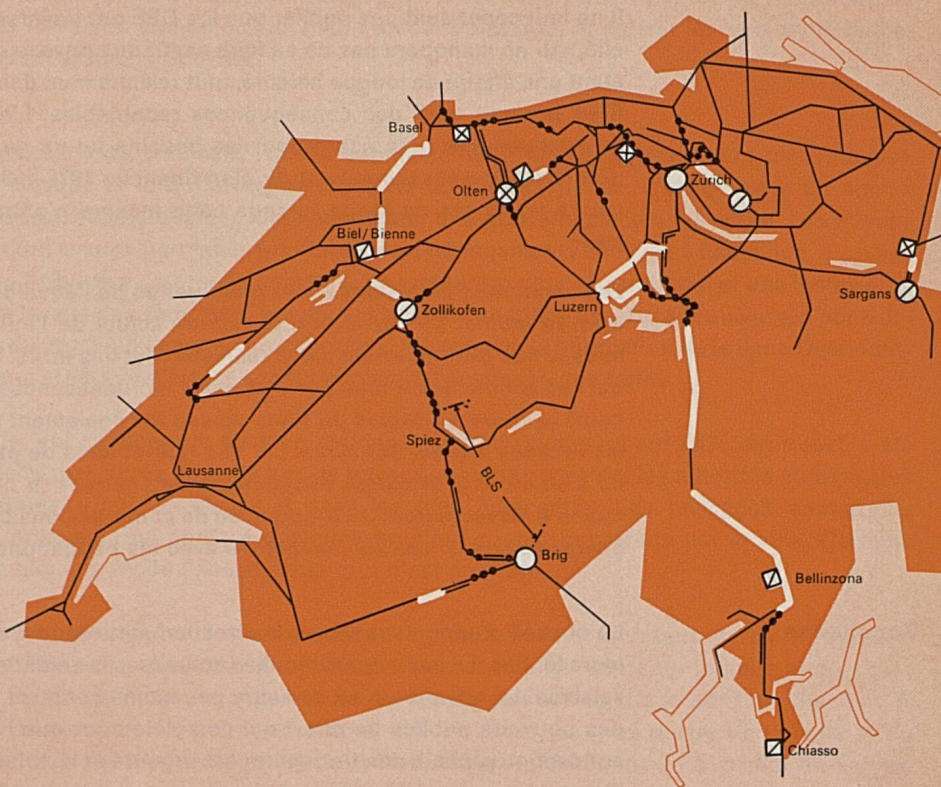 Basel
Olten
Zürich
Biel/Bienne
Sargans
Luzern
Zollikofen
Spiez
BLS
Lausanne
Brig
Bellinzona
Chiasso